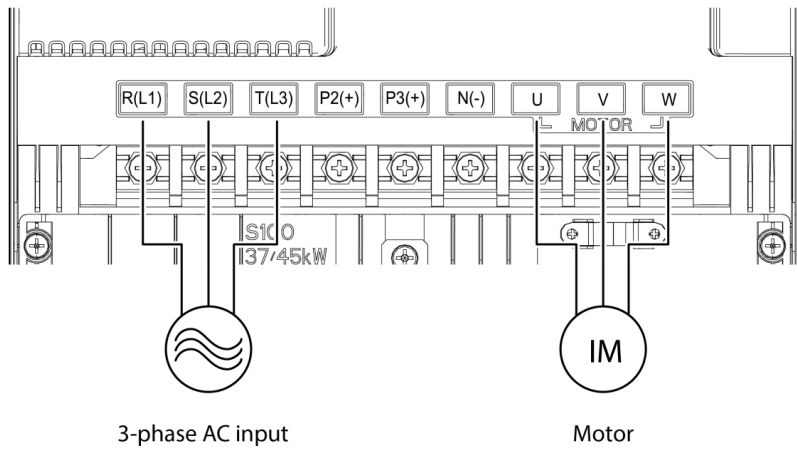 R(L1) S(L2) T(L3) P2(+) P3(+) N(-) U V W
MOTOR
S100
37/45kW
IM
3-phase AC input Motor